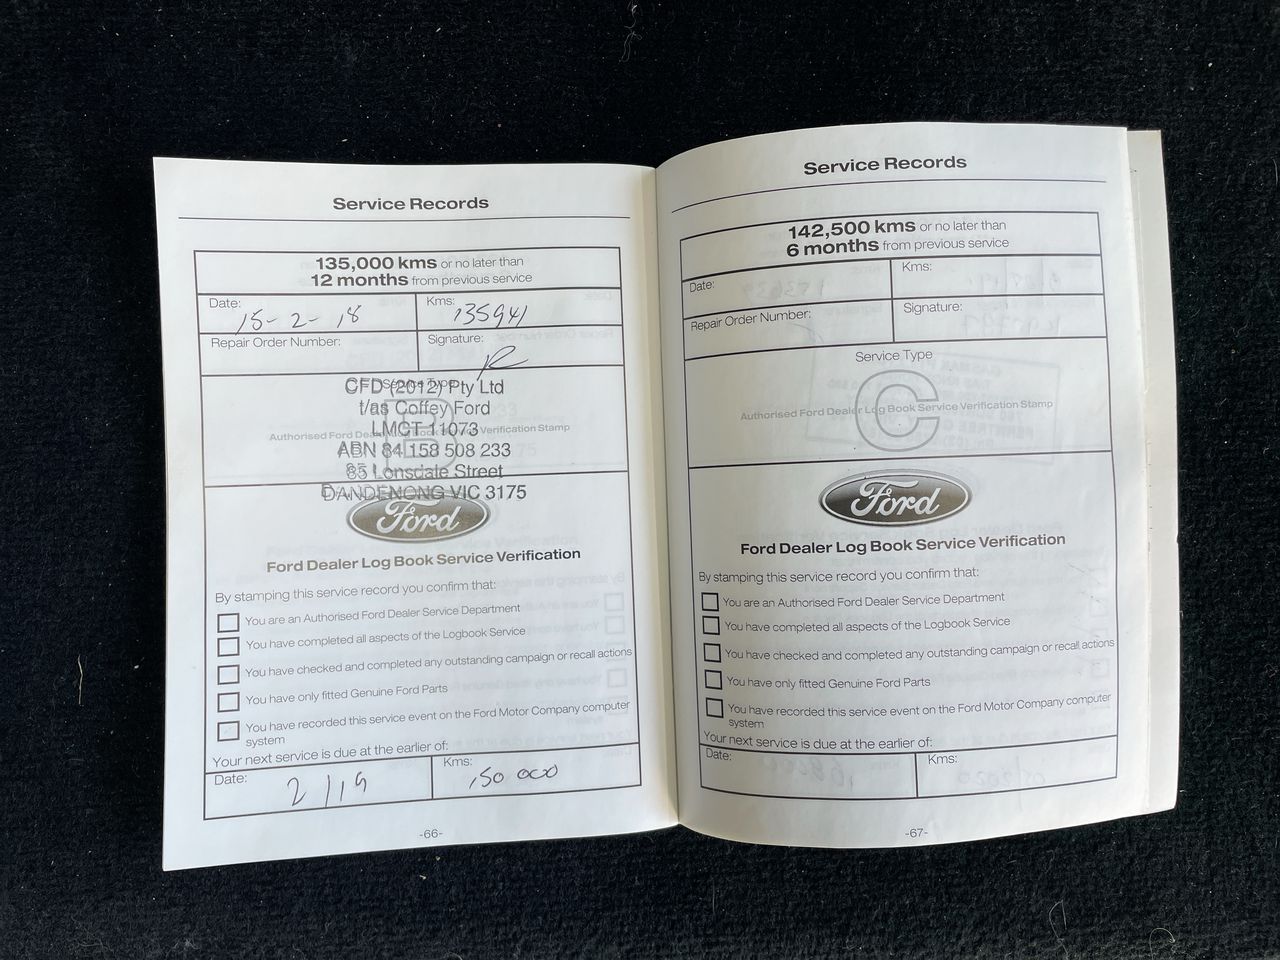 Service Records
135,000 kms or no later than
12 months from previous service
Date:
15-2-18
Kms:
135941
Repair Order Number:
Signature:
Service Type
B
Authorised Ford Dealer Log Book Service Verification Stamp
CFD (2012) Pty Ltd
t/as Coffey Ford
LMCT 11073
ABN 84 158 508 233
85 Lonsdale Street
DANDENONG VIC 3175
Ford
Ford Dealer Log Book Service Verification
By stamping this service record you confirm that:
You are an Authorised Ford Dealer Service Department
You have completed all aspects of the Logbook Service
You have checked and completed any outstanding campaign or recall actions
You have only fitted Genuine Ford Parts
You have recorded this service event on the Ford Motor Company computer
system
Your next service is due at the earlier of:
Date:
2/19
Kms:
150 000
-66-
Service Records
142,500 kms or no later than
6 months from previous service
Date:
Kms:
Repair Order Number:
Signature:
Service Type
C
Authorised Ford Dealer Log Book Service Verification Stamp
Ford
Ford Dealer Log Book Service Verification
By stamping this service record you confirm that:
You are an Authorised Ford Dealer Service Department
You have completed all aspects of the Logbook Service
You have checked and completed any outstanding campaign or recall actions
You have only fitted Genuine Ford Parts
You have recorded this service event on the Ford Motor Company computer
system
Your next service is due at the earlier of:
Date:
Kms:
-67-